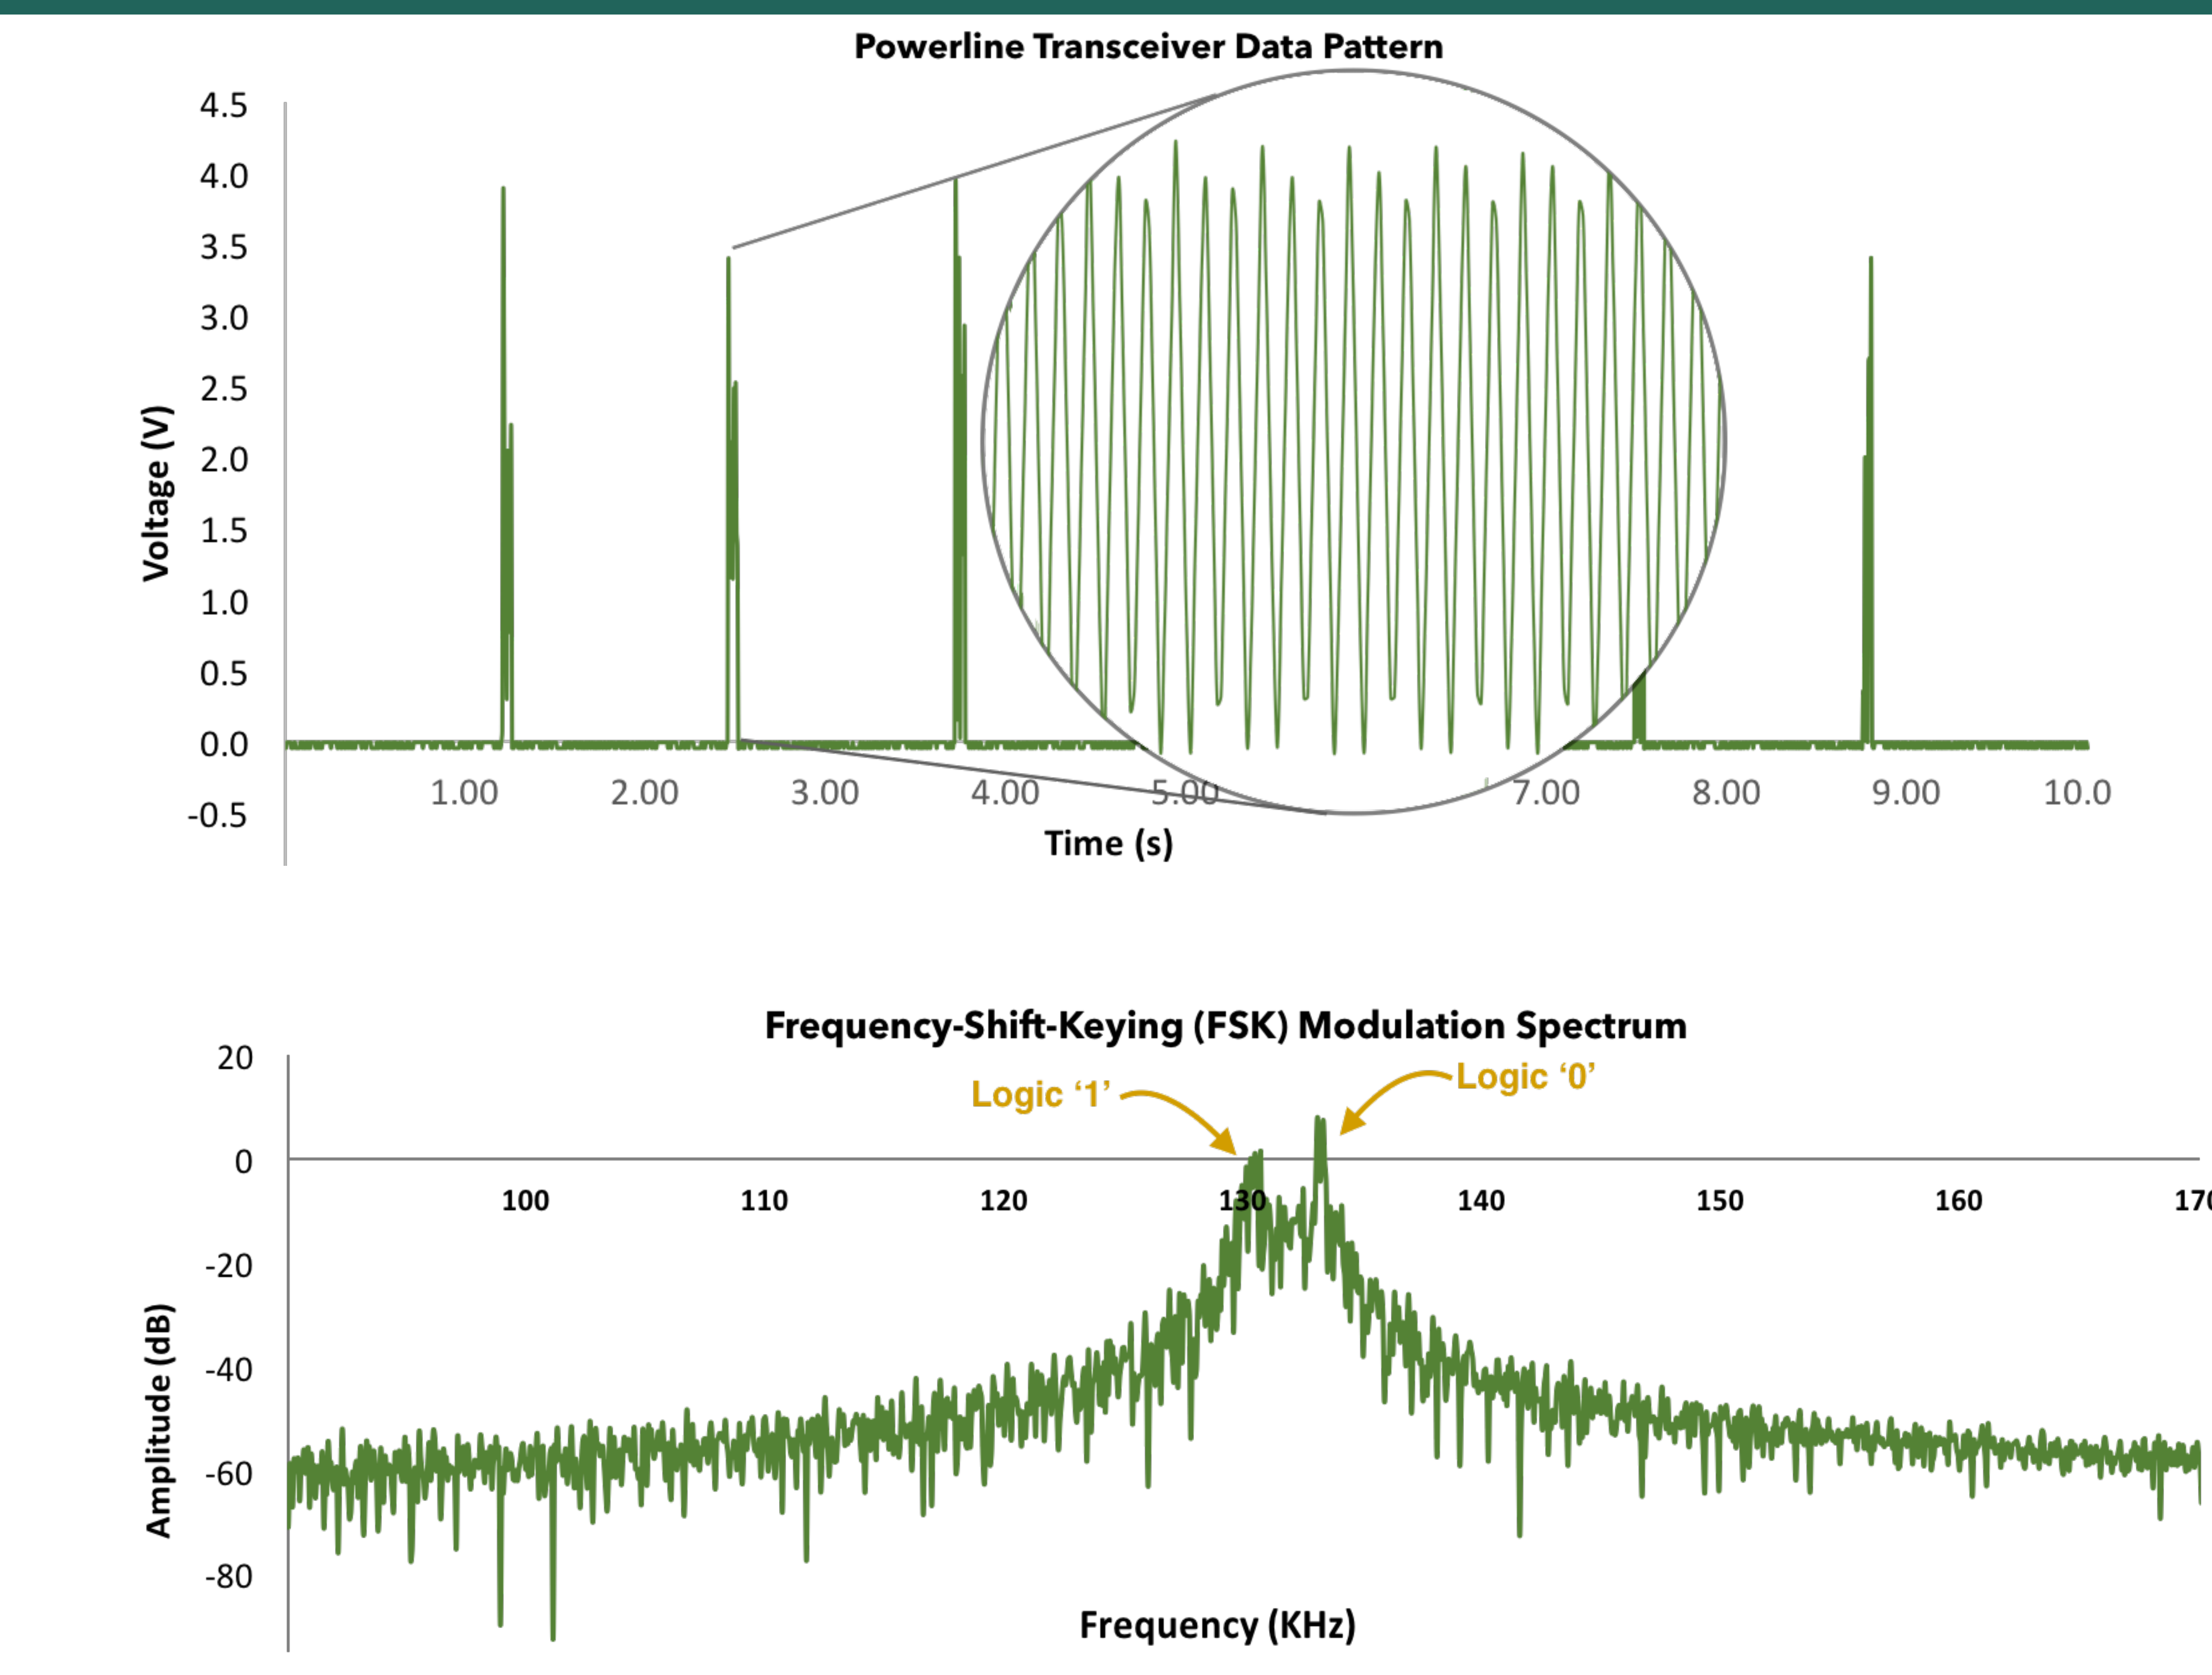 Powerline Transceiver Data Pattern
4.5
4.0
3.5
3.0
2.5
2.0
1.5
1.0
0.5
0.0
-0.5
Voltage (V)
1.00 2.00 3.00 4.00 5.00 7.00 8.00 9.00 10.0
Time (s)
Frequency-Shift-Keying (FSK) Modulation Spectrum
Logic ‘1’
Logic ‘0’
20
0
-20
-40
-60
-80
Amplitude (dB)
100 110 120 130 140 150 160 170
Frequency (KHz)